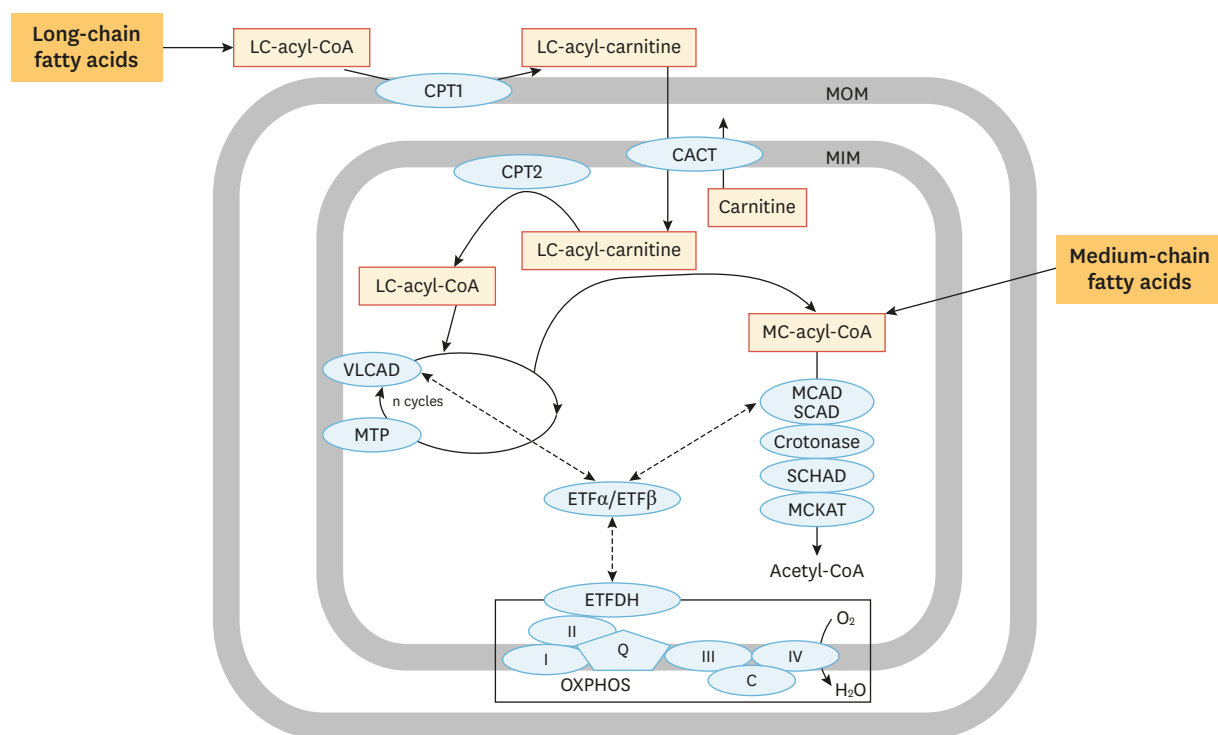 Long-chain
fatty acids
LC-acyl-CoA
LC-acyl-carnitine
CPT1
MOM
CACT
MIM
CPT2
Carnitine
LC-acyl-carnitine
LC-acyl-CoA
Medium-chain
fatty acids
MC-acyl-CoA
VLCAD
n cycles
MTP
MCAD
SCAD
Crotonase
SCHAD
MCKAT
ETFα/ETFβ
Acetyl-CoA
ETFDH
II
I
Q
III
IV
C
O₂
H₂O
OXPHOS